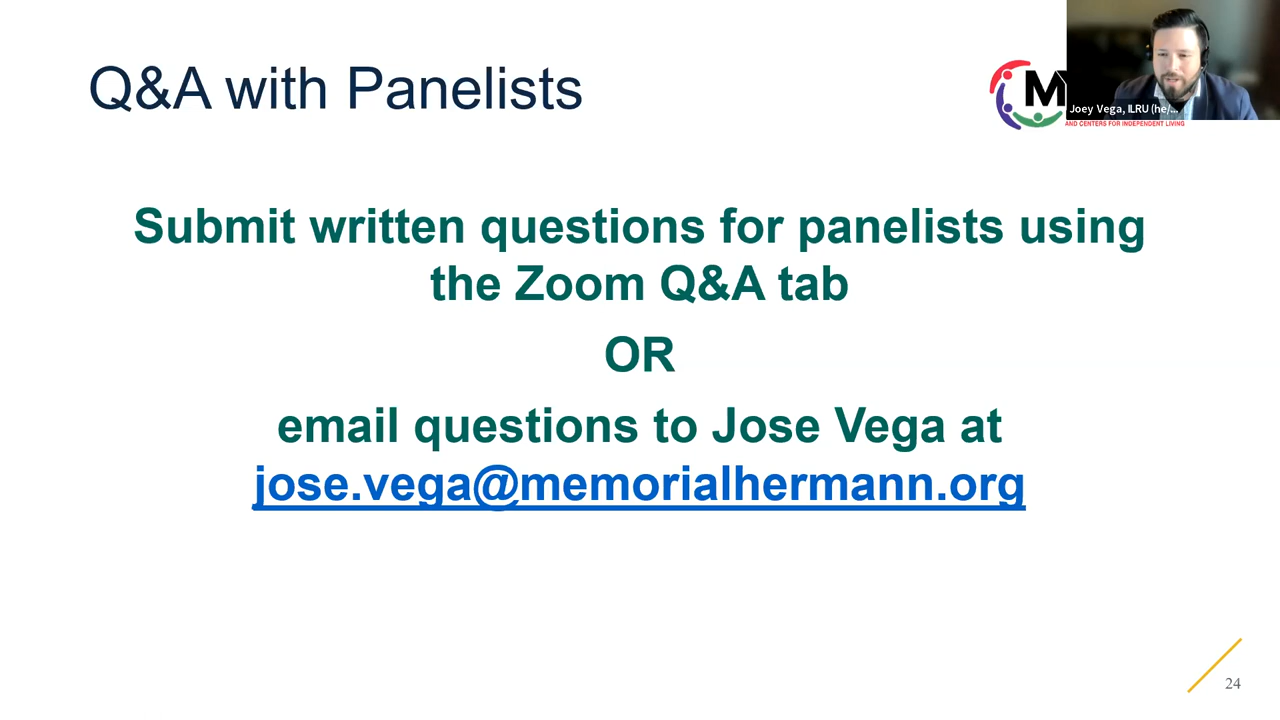 Q&A with Panelists
M
Joey Vega, ILRU (he/...
AND CENTERS FOR INDEPENDENT LIVING
Submit written questions for panelists using
the Zoom Q&A tab
OR
email questions to Jose Vega at
jose.vega@memorialhermann.org
24